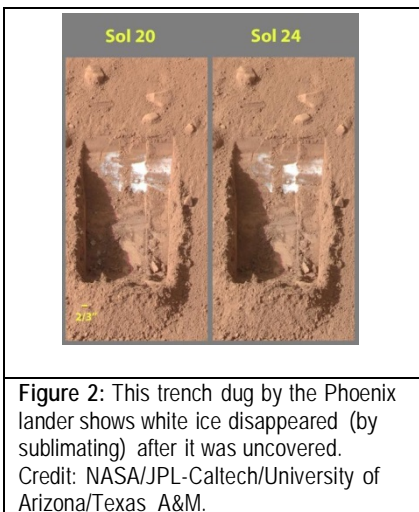 Sol 20 Sol 24
2/3"
Figure 2: This trench dug by the Phoenix
lander shows white ice disappeared (by
sublimating) after it was uncovered.
Credit: NASA/JPL-Caltech/University of
Arizona/Texas A&M.